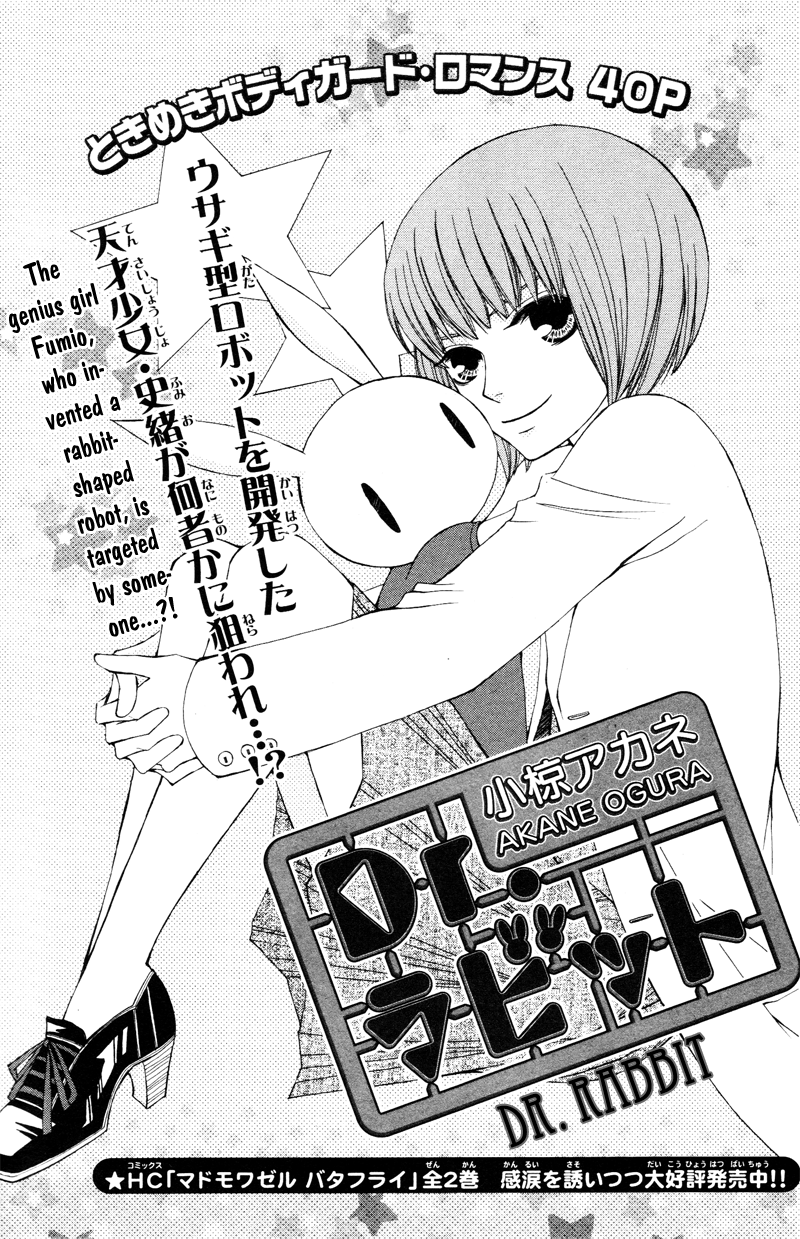 ときめきボディガード・ロマンス 40P
ウサギ型ロボットを開発した
天才少女・史緒が何者かに狙われ…!?
The
genius girl
Fumio,
who in-
vented a
rabbit-
shaped
robot, is
targeted
by some-
one...?!
小椋アカネ
AKANE OGURA
Dr.
ラビット
DR. RABBIT
★HC「マドモワゼル バタフライ」全2巻 感涙を誘いつつ大好評発売中!!